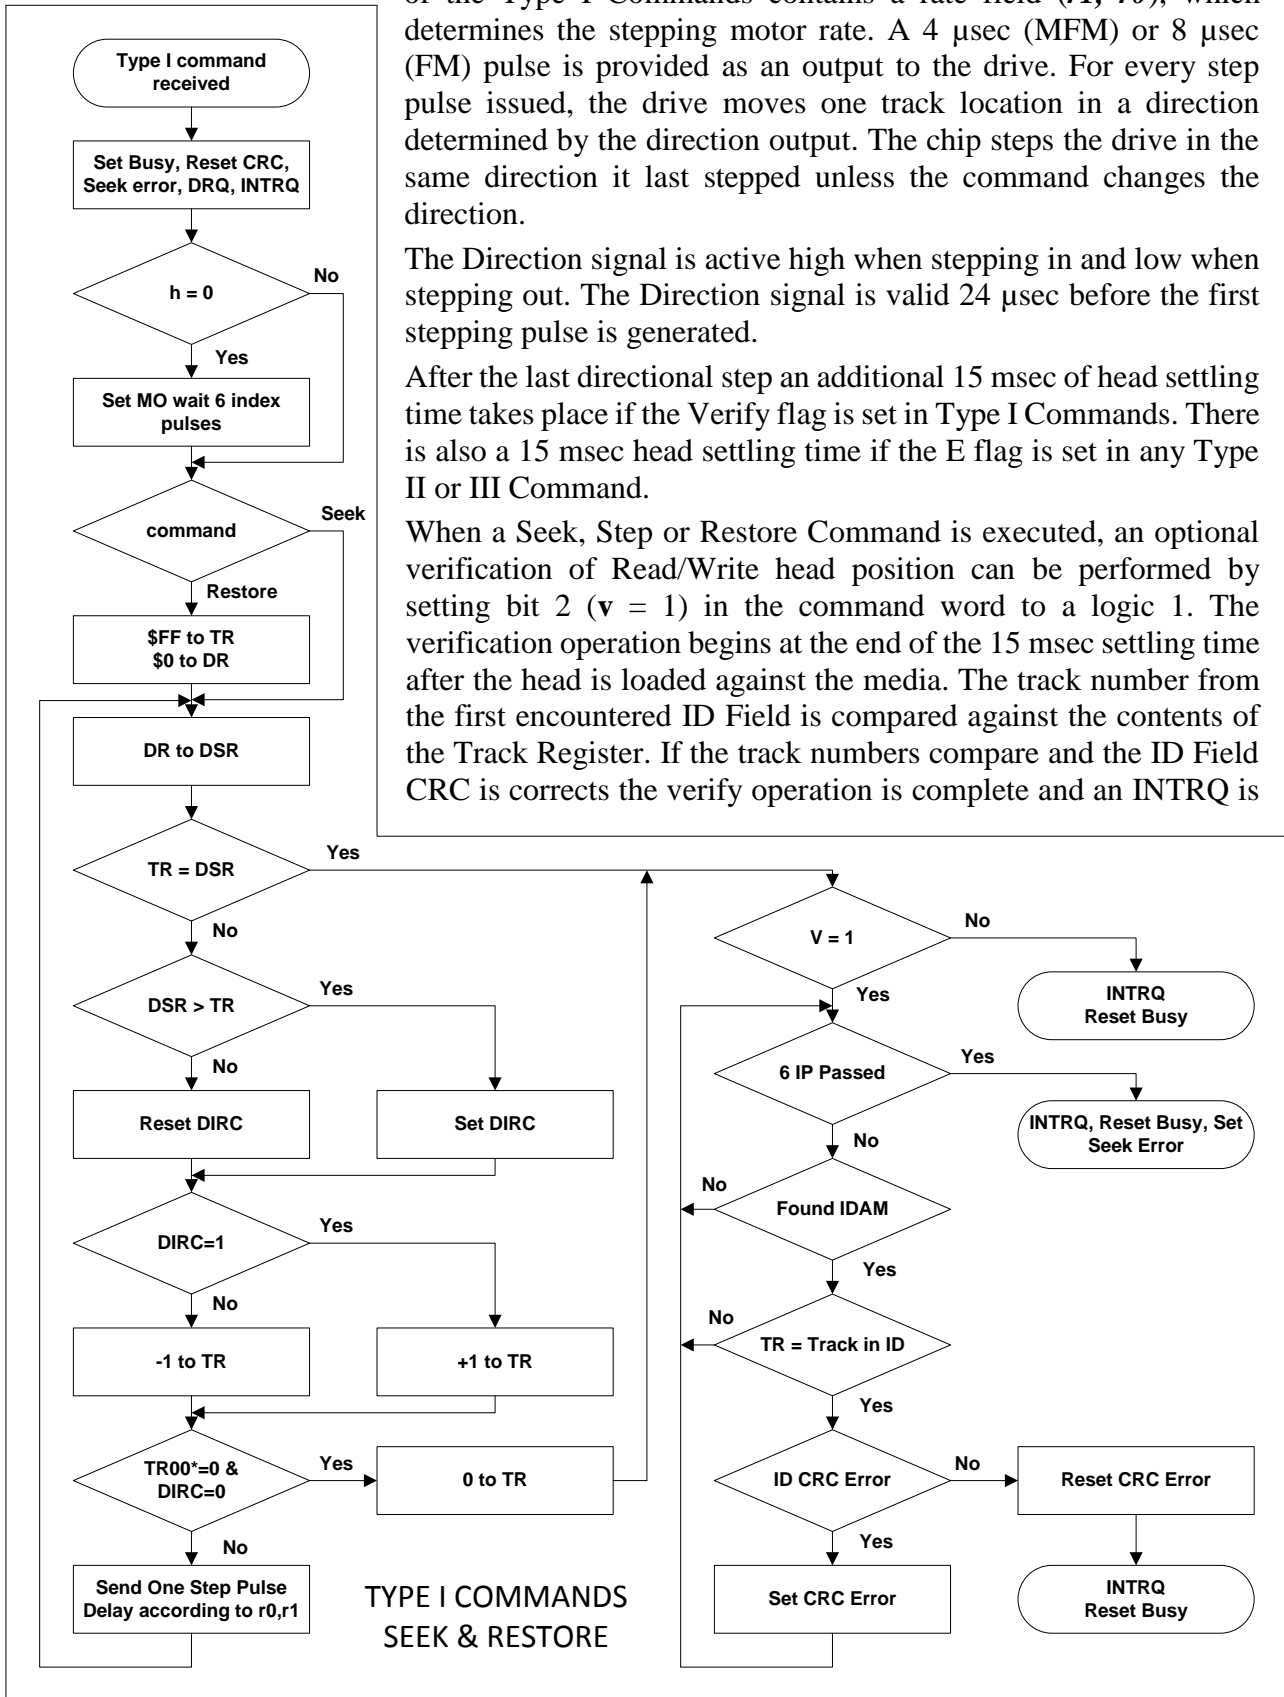 of the Type I Commands contains a rate field (r1, r0), which
determines the stepping motor rate. A 4 µsec (MFM) or 8 µsec
(FM) pulse is provided as an output to the drive. For every step
pulse issued, the drive moves one track location in a direction
determined by the direction output. The chip steps the drive in the
same direction it last stepped unless the command changes the
direction.
The Direction signal is active high when stepping in and low when
stepping out. The Direction signal is valid 24 µsec before the first
stepping pulse is generated.
After the last directional step an additional 15 msec of head settling
time takes place if the Verify flag is set in Type I Commands. There
is also a 15 msec head settling time if the E flag is set in any Type
II or III Command.
When a Seek, Step or Restore Command is executed, an optional
verification of Read/Write head position can be performed by
setting bit 2 (v = 1) in the command word to a logic 1. The
verification operation begins at the end of the 15 msec settling time
after the head is loaded against the media. The track number from
the first encountered ID Field is compared against the contents of
the Track Register. If the track numbers compare and the ID Field
CRC is corrects the verify operation is complete and an INTRQ is
Type I command
received
Set Busy, Reset CRC,
Seek error, DRQ, INTRQ
h = 0
No
Yes
Set MO wait 6 index
pulses
command
Seek
Restore
$FF to TR
$0 to DR
DR to DSR
TR = DSR
Yes
No
DSR > TR
Yes
No
Reset DIRC
Set DIRC
DIRC=1
Yes
No
-1 to TR
+1 to TR
TR00*=0 &
DIRC=0
Yes
0 to TR
No
Send One Step Pulse
Delay according to r0,r1
V = 1
No
INTRQ
Reset Busy
Yes
6 IP Passed
Yes
INTRQ, Reset Busy, Set
Seek Error
No
Found IDAM
No
Yes
TR = Track in ID
No
Yes
ID CRC Error
No
Reset CRC Error
Yes
Set CRC Error
INTRQ
Reset Busy
TYPE I COMMANDS
SEEK & RESTORE